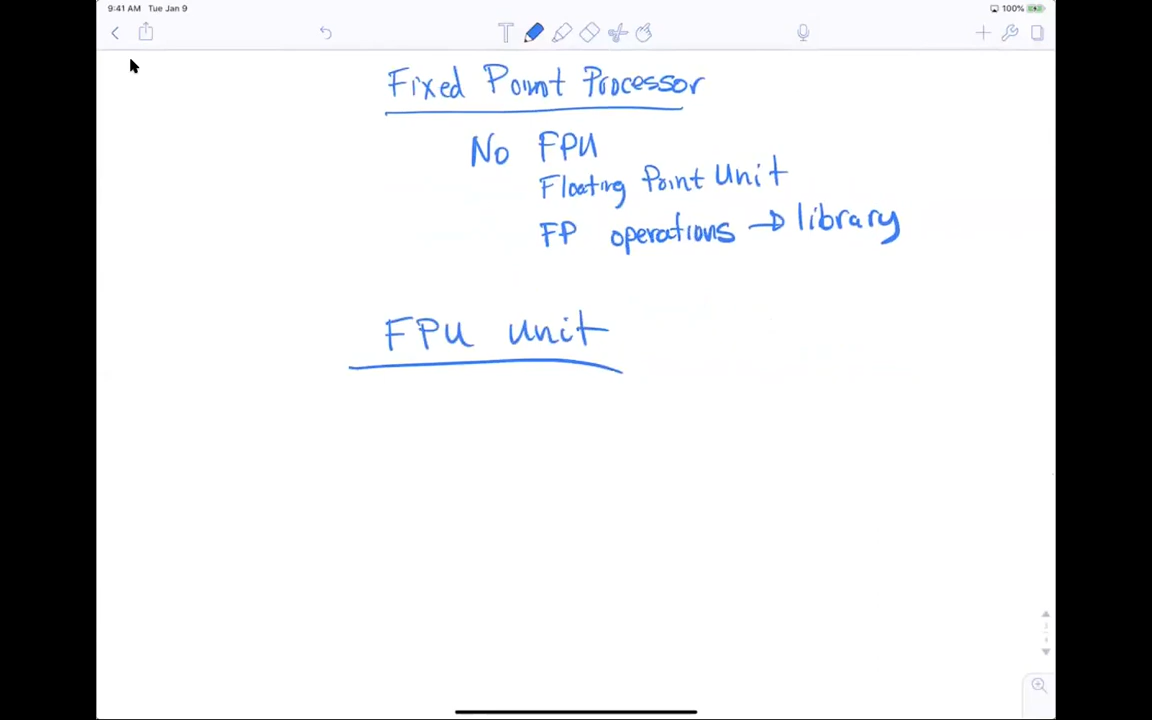 9:41 AM Tue Jan 9
100%
Fixed Point Processor
No FPU
Floating Point Unit
FP operations → library
FPU unit